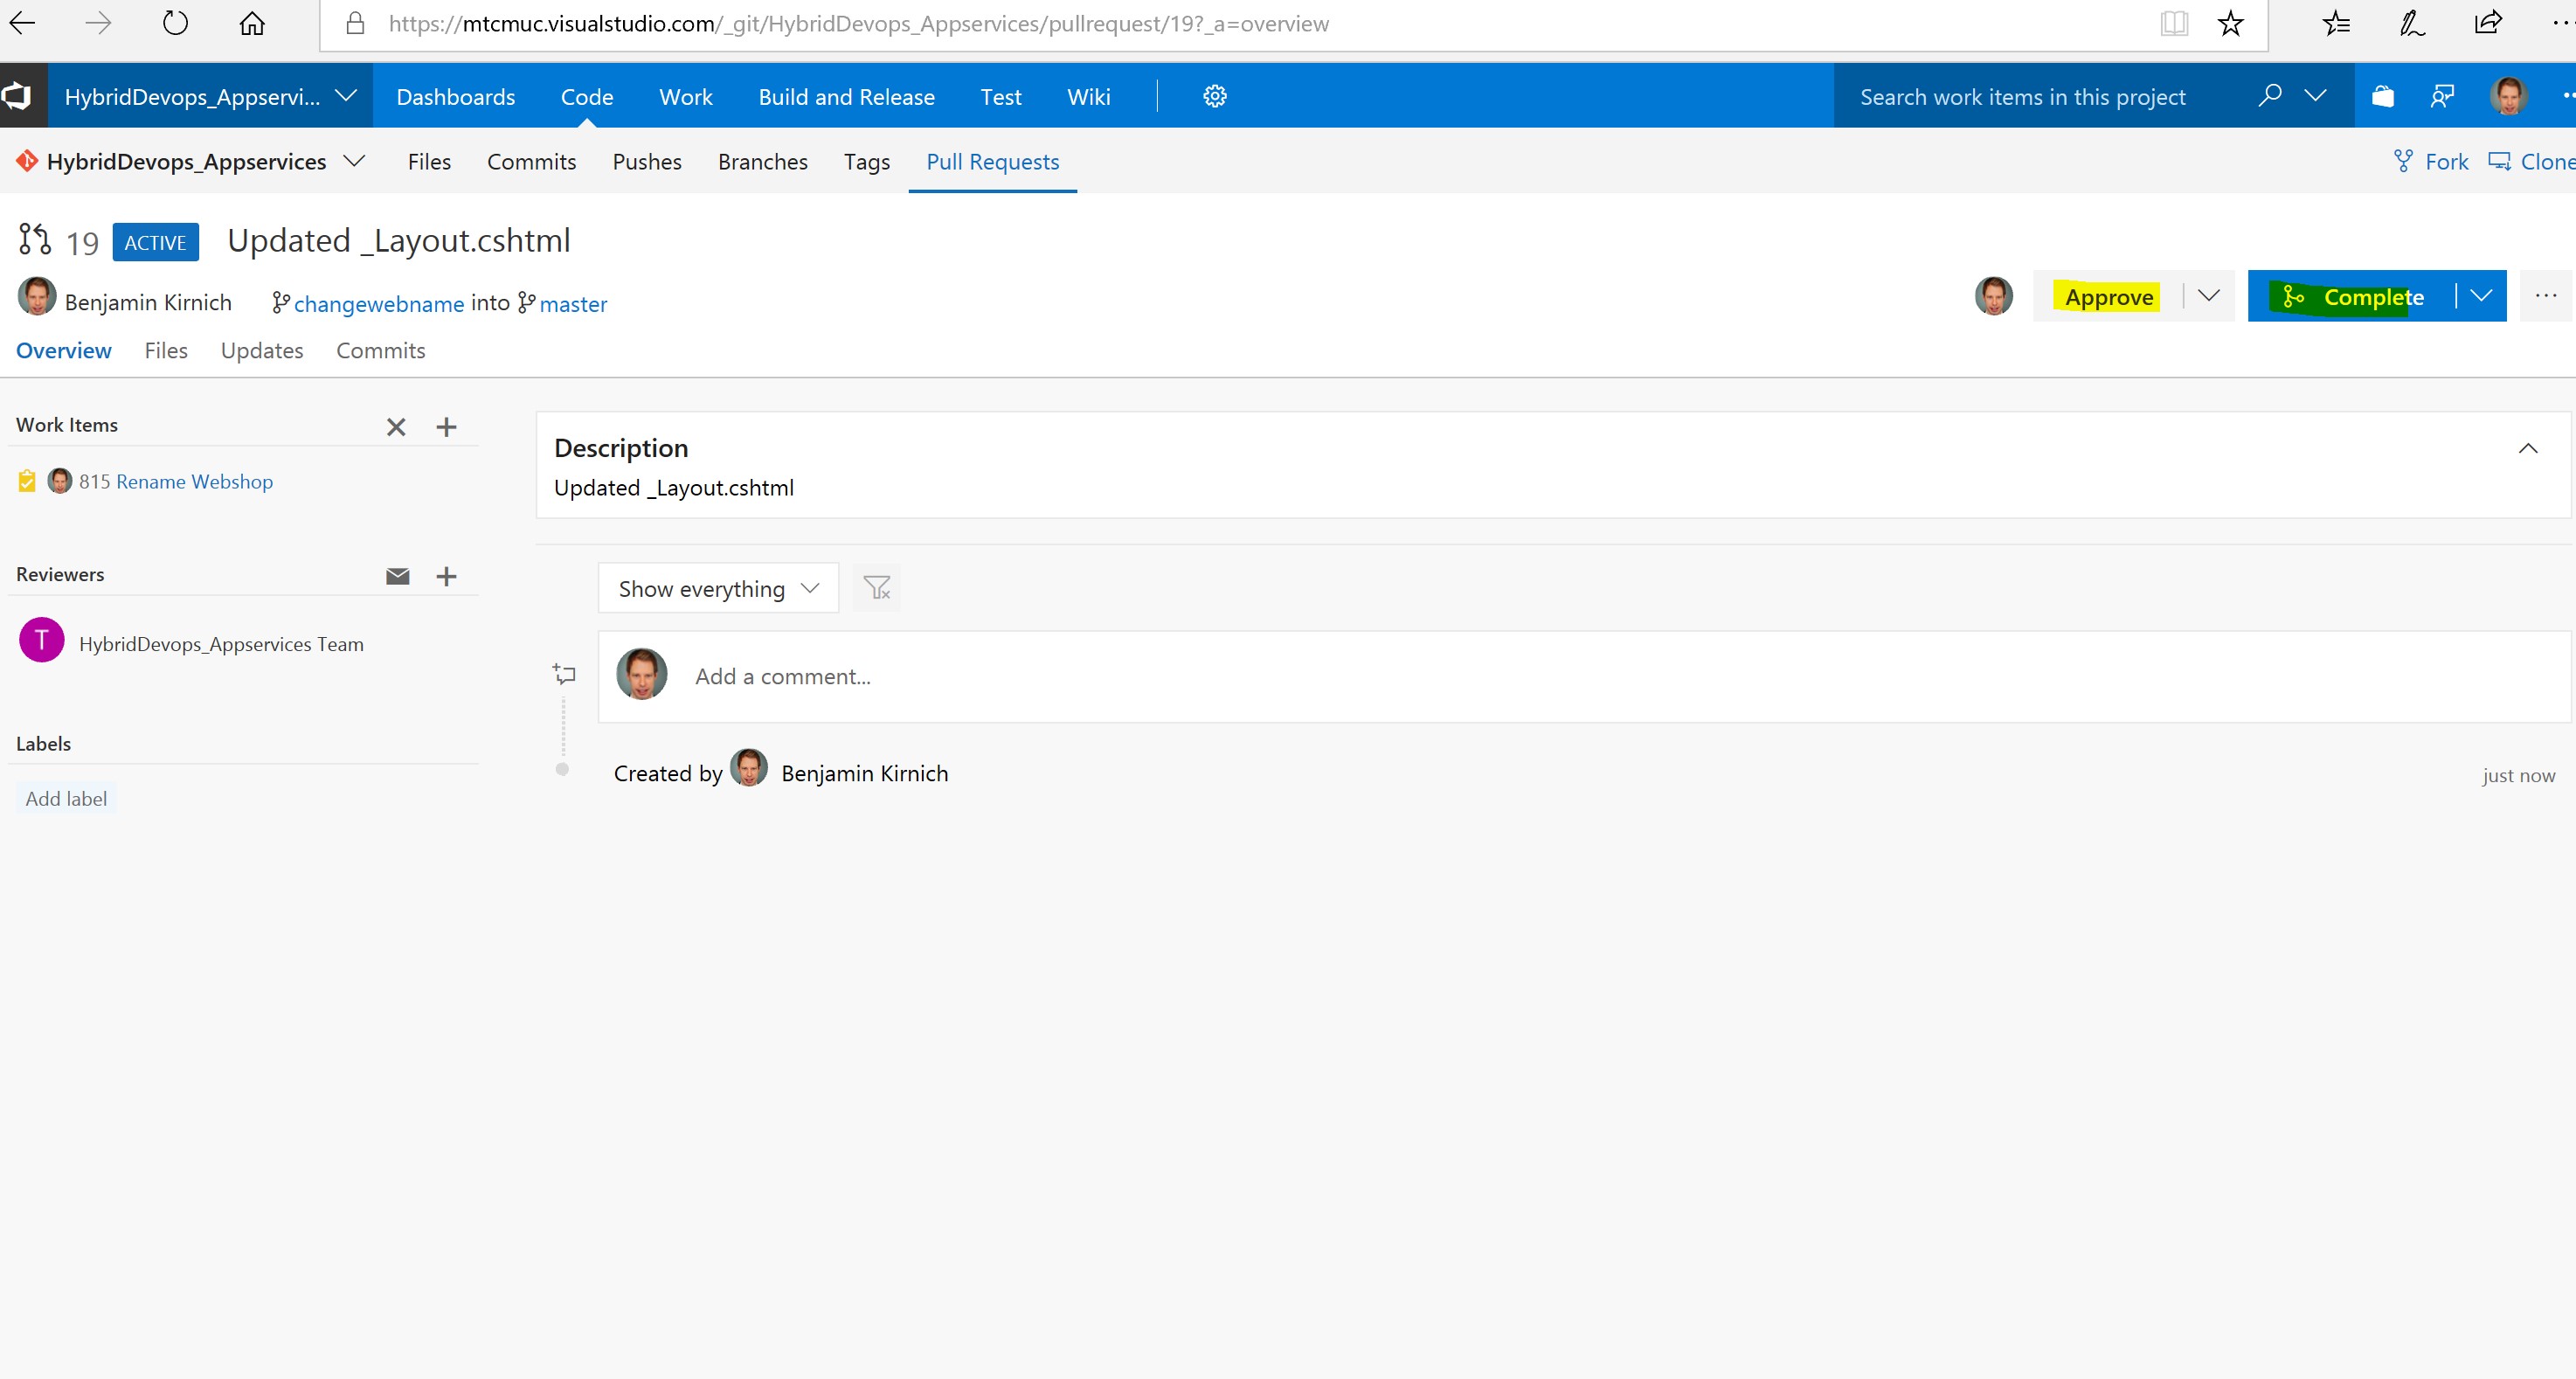 https://mtcmuc.visualstudio.com/_git/HybridDevops_Appservices/pullrequest/19?_a=overview
HybridDevops_Appservi... Dashboards Code Work Build and Release Test Wiki Search work items in this project
HybridDevops_Appservices Files Commits Pushes Branches Tags Pull Requests Fork Clone
19 ACTIVE Updated _Layout.cshtml
Benjamin Kirnich changewebname into master Approve Complete
Overview Files Updates Commits
Work Items
815 Rename Webshop
Description
Updated _Layout.cshtml
Reviewers
T HybridDevops_Appservices Team
Show everything
Add a comment...
Labels
Add label
Created by Benjamin Kirnich just now